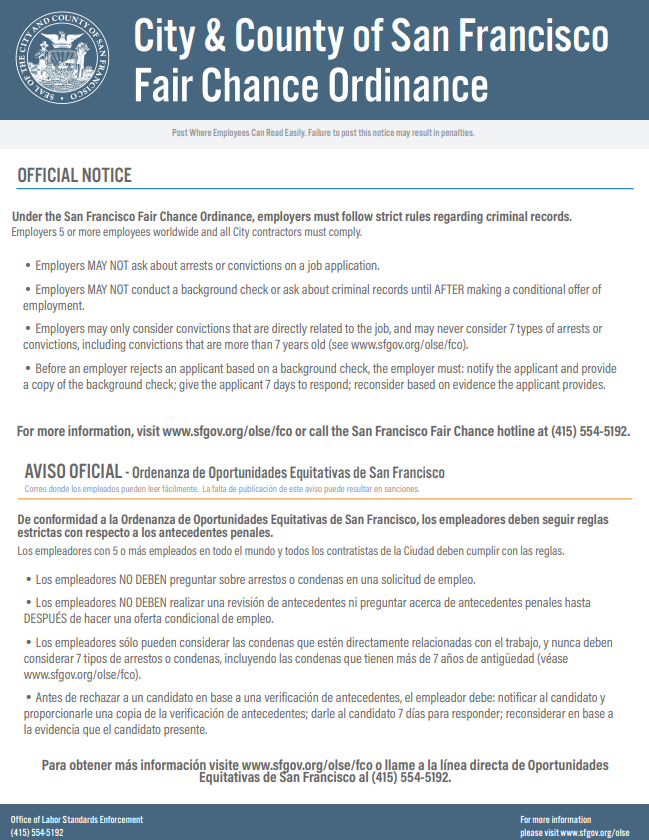 SEAL OF THE CITY AND COUNTY OF SAN FRANCISCO
City & County of San Francisco
Fair Chance Ordinance
Post Where Employees Can Read Easily. Failure to post this notice may result in penalties.
OFFICIAL NOTICE
Under the San Francisco Fair Chance Ordinance, employers must follow strict rules regarding criminal records.
Employers 5 or more employees worldwide and all City contractors must comply.
• Employers MAY NOT ask about arrests or convictions on a job application.
• Employers MAY NOT conduct a background check or ask about criminal records until AFTER making a conditional offer of
employment.
• Employers may only consider convictions that are directly related to the job, and may never consider 7 types of arrests or
convictions, including convictions that are more than 7 years old (see www.sfgov.org/olse/fco).
• Before an employer rejects an applicant based on a background check, the employer must: notify the applicant and provide
a copy of the background check; give the applicant 7 days to respond; reconsider based on evidence the applicant provides.
For more information, visit www.sfgov.org/olse/fco or call the San Francisco Fair Chance hotline at (415) 554-5192.
AVISO OFICIAL - Ordenanza de Oportunidades Equitativas de San Francisco
Correo donde los empleados pueden leer fácilmente. La falta de publicación de este aviso puede resultar en sanciones.
De conformidad a la Ordenanza de Oportunidades Equitativas de San Francisco, los empleadores deben seguir reglas
estrictas con respecto a los antecedentes penales.
Los empleadores con 5 o más empleados en todo el mundo y todos los contratistas de la Ciudad deben cumplir con las reglas.
• Los empleadores NO DEBEN preguntar sobre arrestos o condenas en una solicitud de empleo.
• Los empleadores NO DEBEN realizar una revisión de antecedentes ni preguntar acerca de antecedentes penales hasta
DESPUÉS de hacer una oferta condicional de empleo.
• Los empleadores sólo pueden considerar las condenas que estén directamente relacionadas con el trabajo, y nunca deben
considerar 7 tipos de arrestos o condenas, incluyendo las condenas que tienen más de 7 años de antigüedad (véase
www.sfgov.org/olse/fco).
• Antes de rechazar a un candidato en base a una verificación de antecedentes, el empleador debe: notificar al candidato y
proporcionarle una copia de la verificación de antecedentes; darle al candidato 7 días para responder; reconsiderar en base a
la evidencia que el candidato presente.
Para obtener más información visite www.sfgov.org/olse/fco o llame a la línea directa de Oportunidades
Equitativas de San Francisco al (415) 554-5192.
Office of Labor Standards Enforcement
(415) 554-5192
For more information
please visit www.sfgov.org/olse